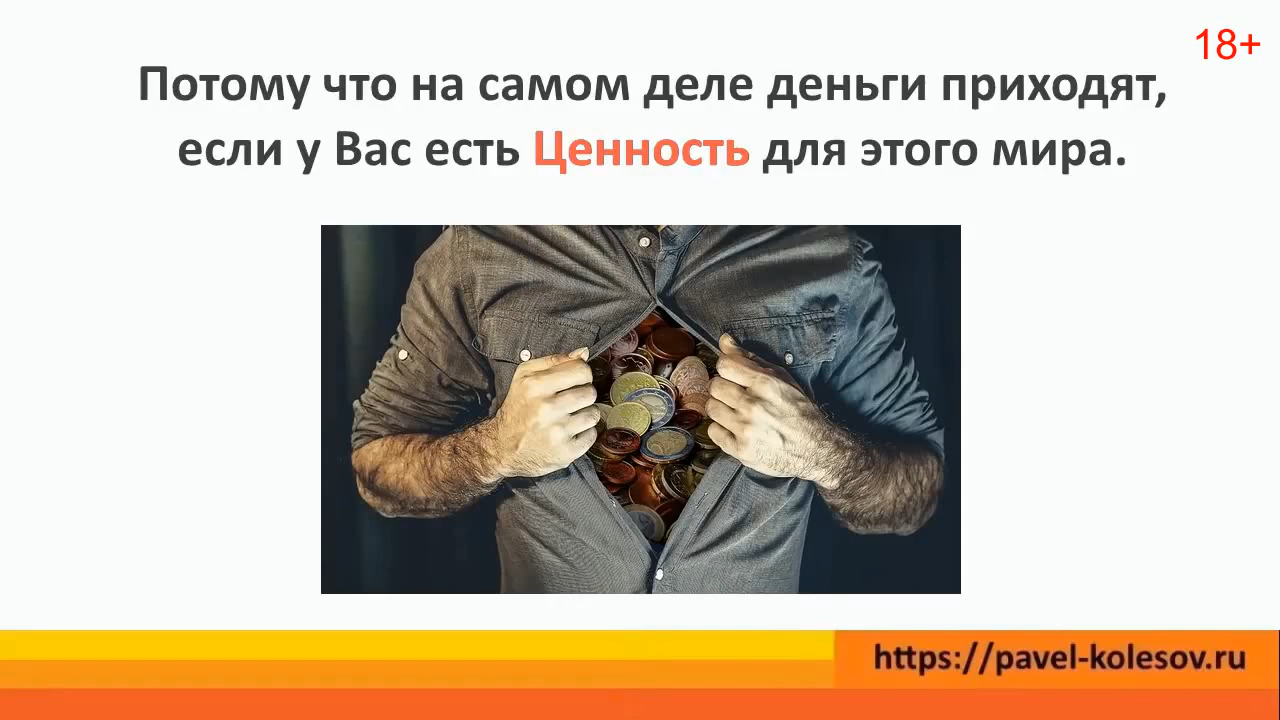 18+
Потому что на самом деле деньги приходят,
если у Вас есть Ценность для этого мира.
https://pavel-kolesov.ru